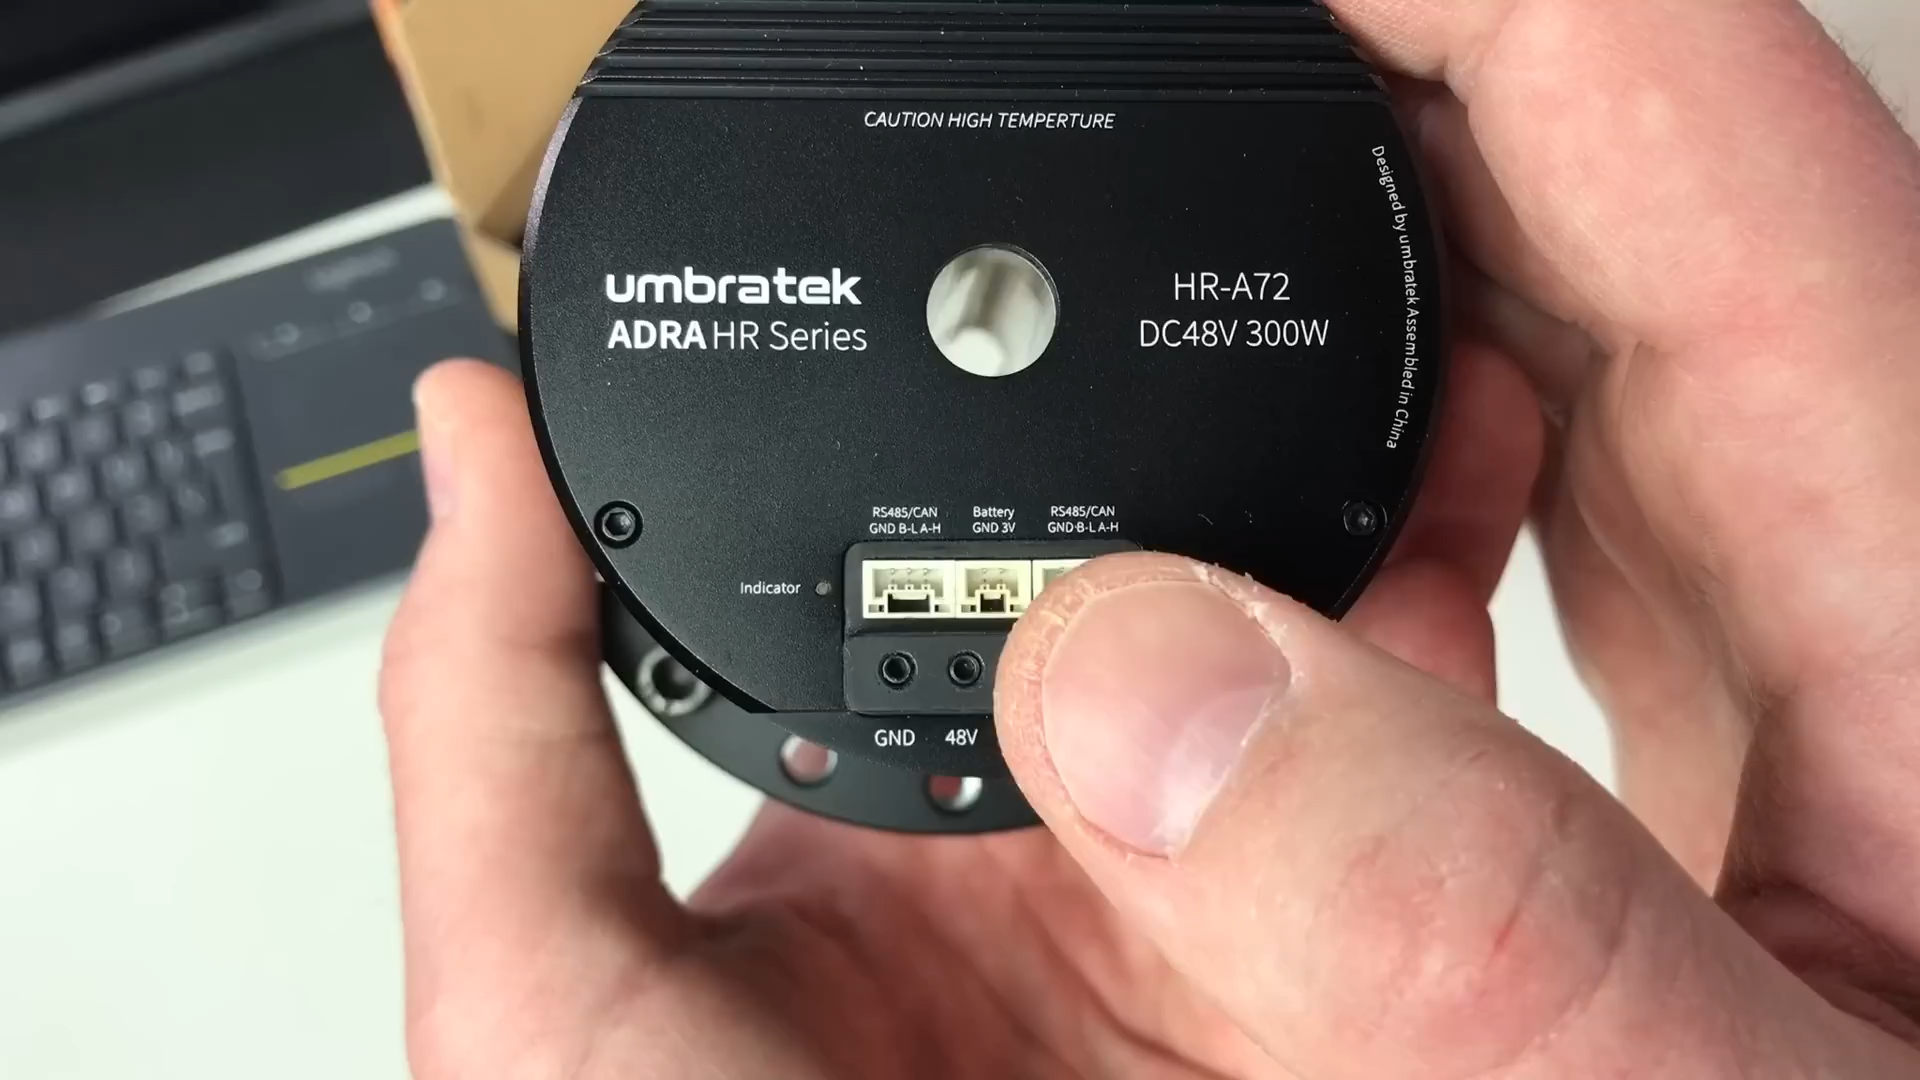 CAUTION HIGH TEMPERTURE
umbratek
ADRA HR Series
HR-A72
DC48V 300W
Designed by umbratek Assembled in China
RS485/CAN
GND B-L A-H
Battery
GND 3V
RS485/CAN
GND B-L A-H
Indicator
GND
48V